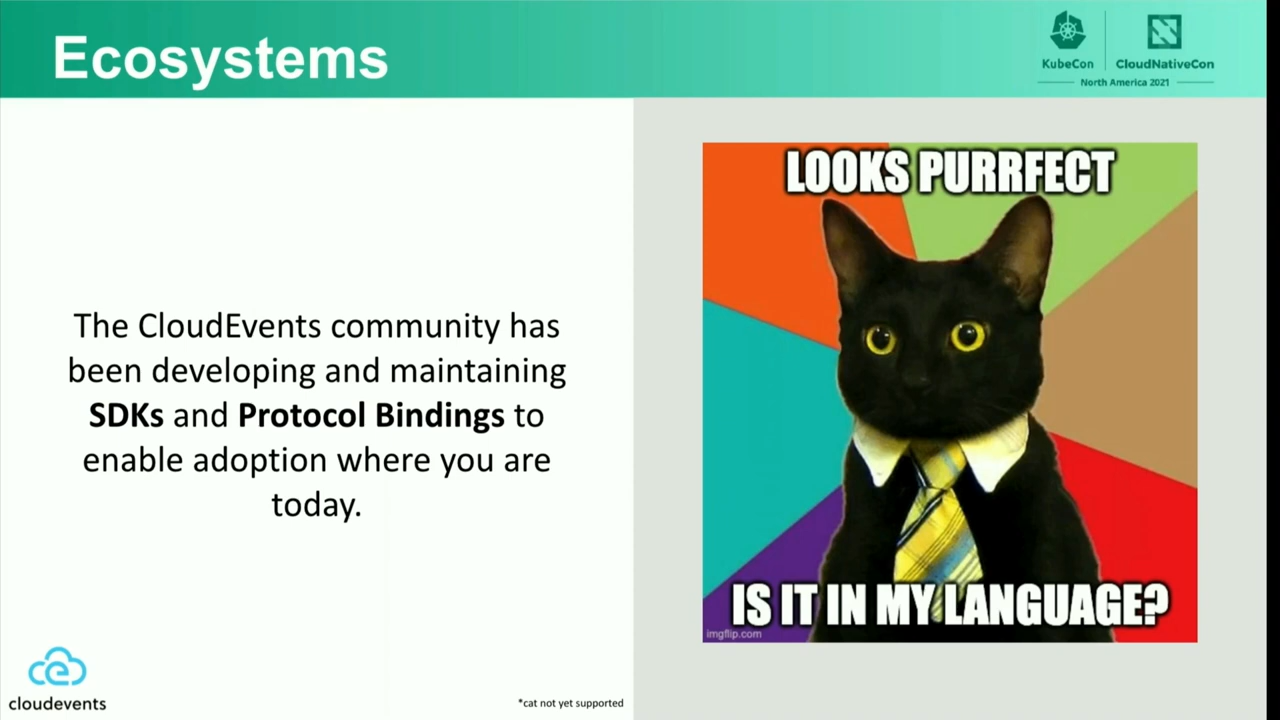 Ecosystems
KubeCon
CloudNativeCon
North America 2021
LOOKS PURRFECT
The CloudEvents community has
been developing and maintaining
SDKs and Protocol Bindings to
enable adoption where you are
today.
IS IT IN MY LANGUAGE?
imgflip.com
cloudevents
*cat not yet supported